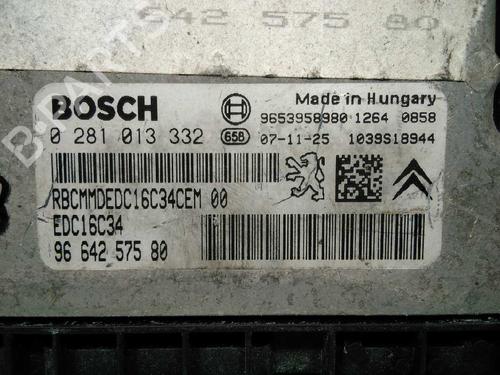 642 575 80
BOSCH
Made in Hungary
9653958980 1264 0858
0 281 013 332 658 07-11-25 1039S18944
RBCMMDEDC16C34CEM 00
EDC16C34
96 642 575 80